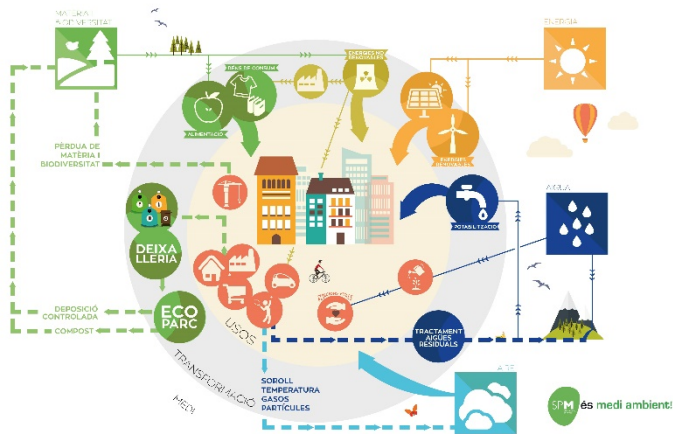 MATÈRIA I
BIODIVERSITAT
ENERGIA
BÉNS DE CONSUM
ENERGIES NO
RENOVABLES
ALIMENTACIÓ
ENERGIES
RENOVABLES
PÈRDUA DE
MATÈRIA I
BIODIVERSITAT
AIGUA
POTABILITZACIÓ
DEIXA
LLERIA
ECO
PARC
DEPOSICIÓ
CONTROLADA
COMPOST
USOS
TRANSFORMACIÓ
MEDI
TRACTAMENT
AIGÜES
RESIDUALS
SOROLL
TEMPERATURA
GASOS
PARTÍCULES
AIRE
SPM
és medi ambient!